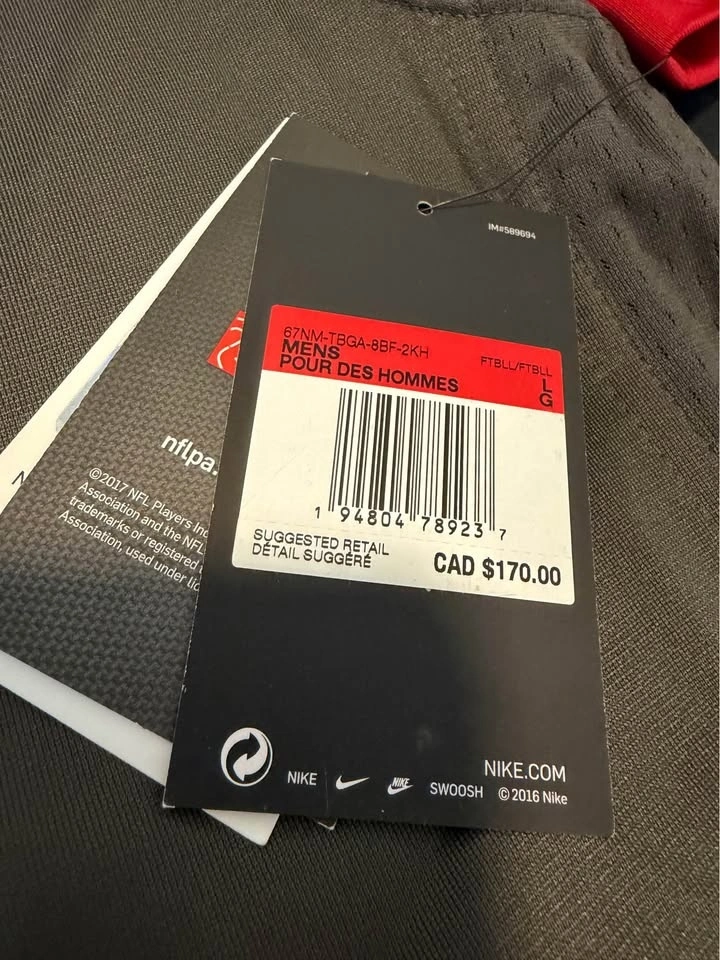 IM#589694
67NM-TBGA-8BF-2KH
MENS
POUR DES HOMMES
FTBLL/FTBLL
L
G
1 94804 78923 7
SUGGESTED RETAIL
DÉTAIL SUGGÉRÉ
CAD $170.00
NIKE
NIKE
SWOOSH
NIKE.COM
© 2016 Nike
nflpa.
©2017 NFL Players Inc
Association and the NFL
trademarks or registered
Association, used under lic